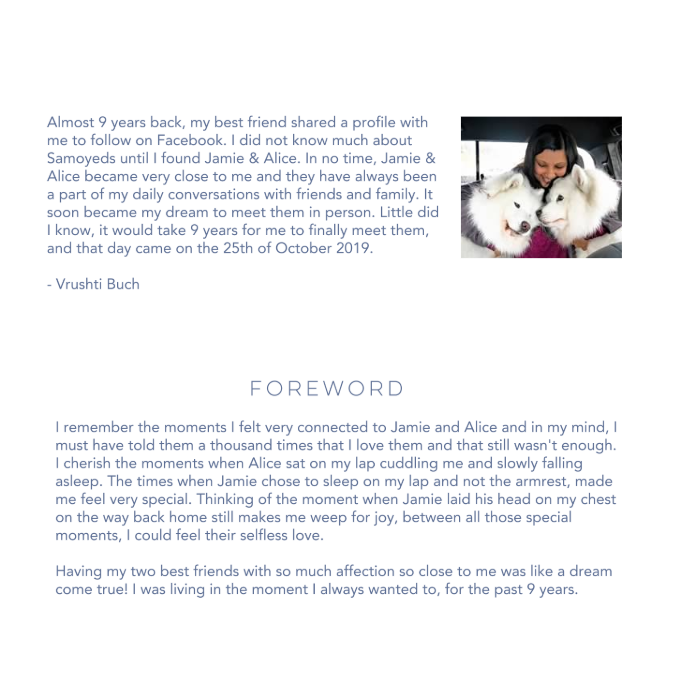 Almost 9 years back, my best friend shared a profile with
me to follow on Facebook. I did not know much about
Samoyeds until I found Jamie & Alice. In no time, Jamie &
Alice became very close to me and they have always been
a part of my daily conversations with friends and family. It
soon became my dream to meet them in person. Little did
I know, it would take 9 years for me to finally meet them,
and that day came on the 25th of October 2019.
- Vrushti Buch
FOREWORD
I remember the moments I felt very connected to Jamie and Alice and in my mind, I
must have told them a thousand times that I love them and that still wasn't enough.
I cherish the moments when Alice sat on my lap cuddling me and slowly falling
asleep. The times when Jamie chose to sleep on my lap and not the armrest, made
me feel very special. Thinking of the moment when Jamie laid his head on my chest
on the way back home still makes me weep for joy, between all those special
moments, I could feel their selfless love.
Having my two best friends with so much affection so close to me was like a dream
come true! I was living in the moment I always wanted to, for the past 9 years.